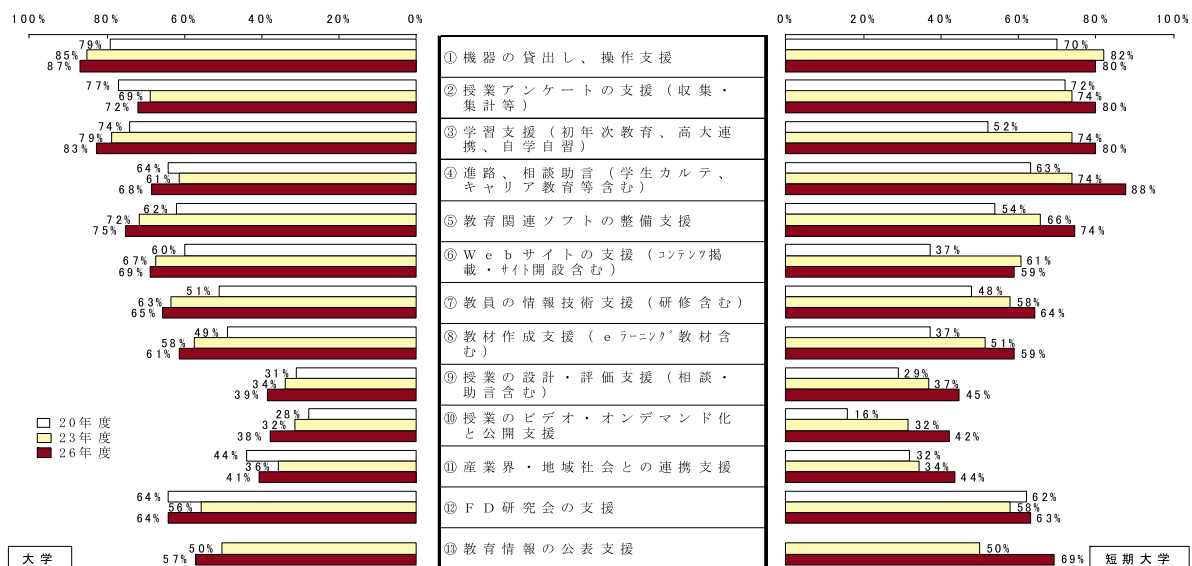 100% 80% 60% 40% 20% 0% 0% 20% 40% 60% 80% 100%
79% 85% 87% ① 機器の貸出し、操作支援 70% 82% 80%
77% 69% 72% ② 授業アンケートの支援（収集・
集計等） 72% 74% 80%
74% 79% 83% ③ 学習支援（初年次教育、高大連
携、自学自習） 52% 74% 80%
64% 61% 68% ④ 進路、相談助言（学生カルテ、
キャリア教育等含む） 63% 74% 88%
62% 72% 75% ⑤ 教育関連ソフトの整備支援 54% 66% 74%
60% 67% 69% ⑥ Ｗｅｂサイトの支援（ｺﾝﾃﾝﾂ掲
載・ｻｲﾄ開設含む） 37% 61% 59%
51% 63% 65% ⑦ 教員の情報技術支援（研修含む） 48% 58% 64%
49% 58% 61% ⑧ 教材作成支援（ｅﾗｰﾆﾝｸﾞ教材含
む） 37% 51% 59%
31% 34% 39% ⑨ 授業の設計・評価支援（相談・
助言含む） 29% 37% 45%
28% 32% 38% ⑩ 授業のビデオ・オンデマンド化
と公開支援 16% 32% 42%
44% 36% 41% ⑪ 産業界・地域社会との連携支援 32% 34% 44%
64% 56% 64% ⑫ ＦＤ研究会の支援 62% 58% 63%
50% 57% ⑬ 教育情報の公表支援 50% 69%
20年度
23年度
26年度
大学
短期大学